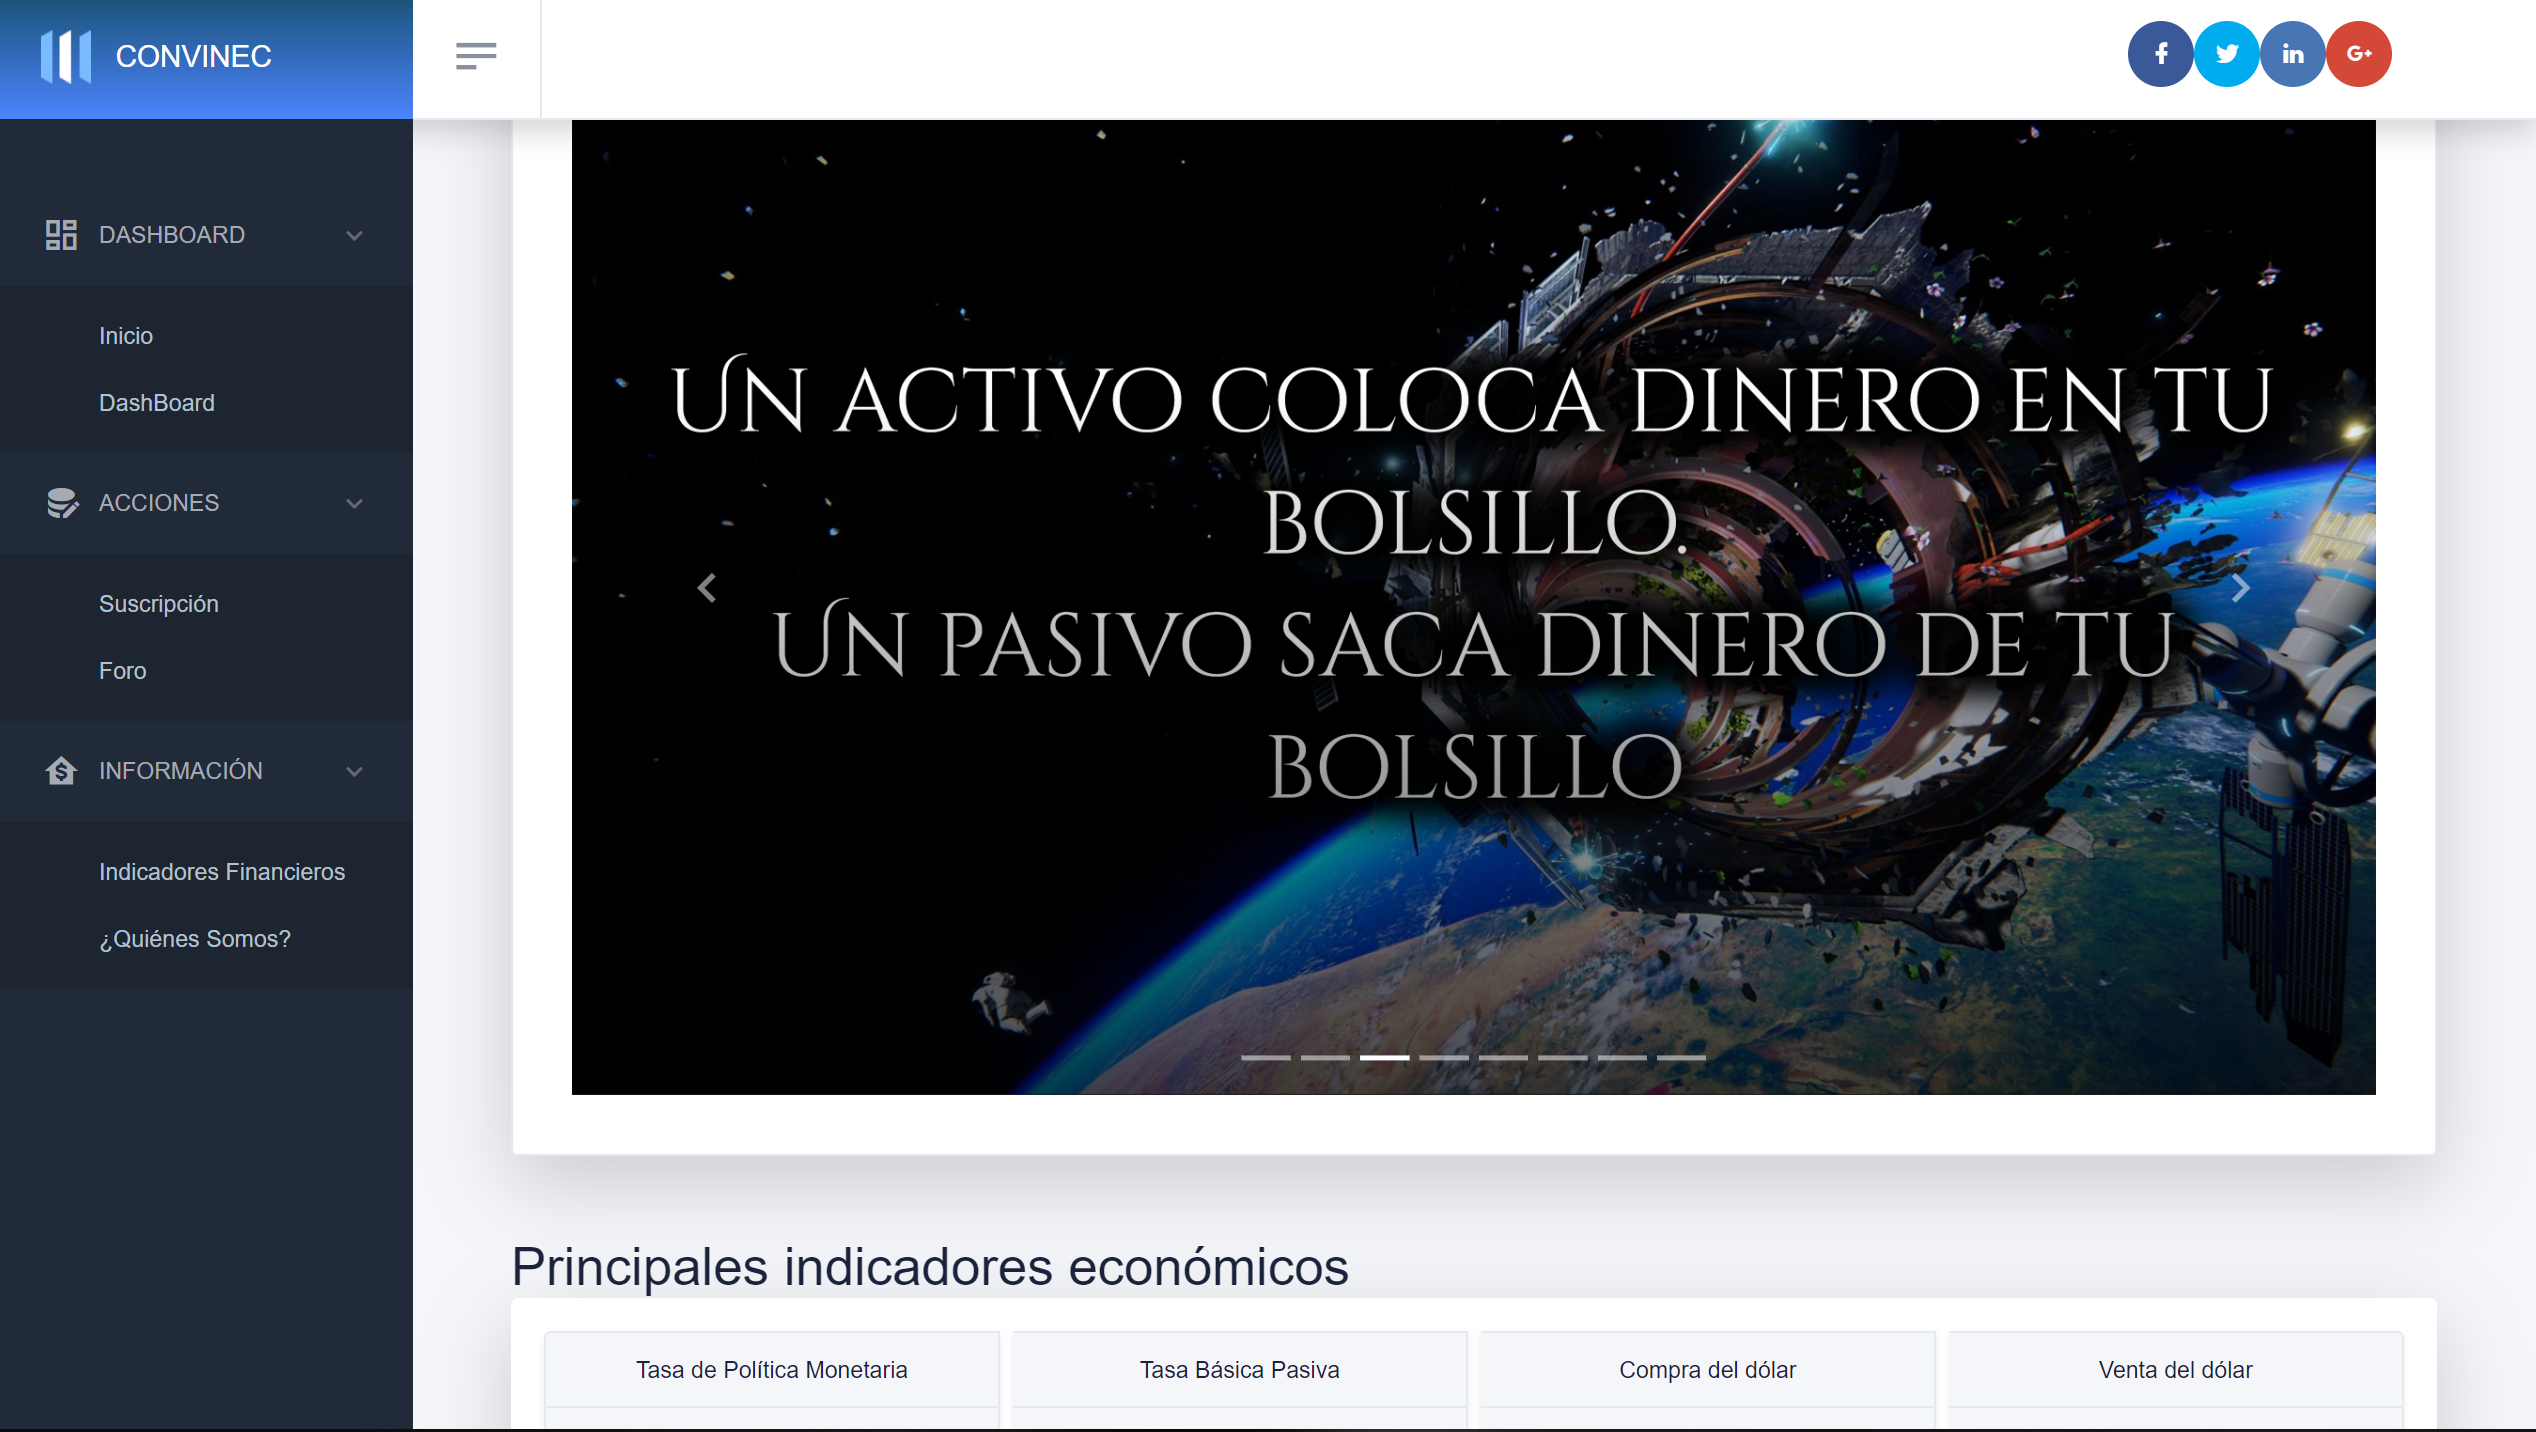 CONVINEC
DASHBOARD
Inicio
DashBoard
ACCIONES
Suscripción
Foro
INFORMACIÓN
Indicadores Financieros
¿Quiénes Somos?
f
in
G+
Un activo coloca dinero en tu
bolsillo.
Un pasivo saca dinero de tu
bolsillo
Principales indicadores económicos
Tasa de Política Monetaria
Tasa Básica Pasiva
Compra del dólar
Venta del dólar